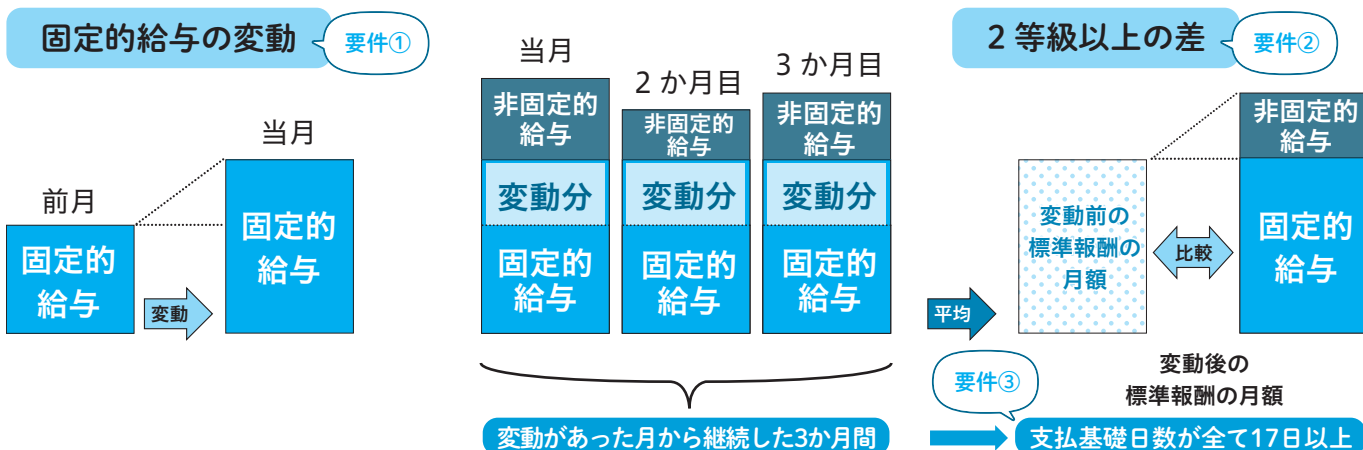 固定的給与の変動
要件①
前月
固定的
給与
変動
当月
固定的
給与
当月
非固定的
給与
変動分
固定的
給与
2か月目
非固定的
給与
変動分
固定的
給与
3か月目
非固定的
給与
変動分
固定的
給与
変動があった月から継続した3か月間
平均
2等級以上の差
要件②
変動前の
標準報酬の
月額
比較
非固定的
給与
固定的
給与
変動後の
標準報酬の月額
要件③
支払基礎日数が全て17日以上